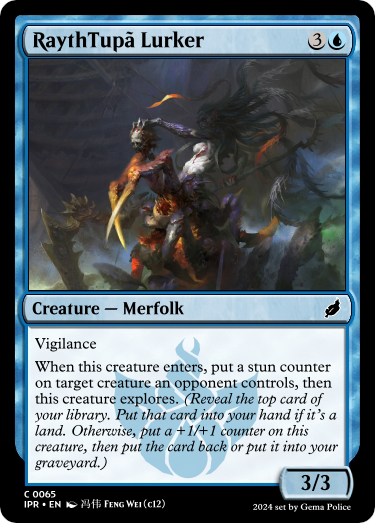 RaythTupã Lurker 3
Creature — Merfolk
Vigilance
When this creature enters, put a stun counter
on target creature an opponent controls, then
this creature explores. (Reveal the top card of
your library. Put that card into your hand if it's a
land. Otherwise, put a +1/+1 counter on this
creature, then put the card back or put it into your
graveyard.)
3/3
C 0065
IPR • EN 冯伟 Feng Wei (c12)
2024 set by Gema Police